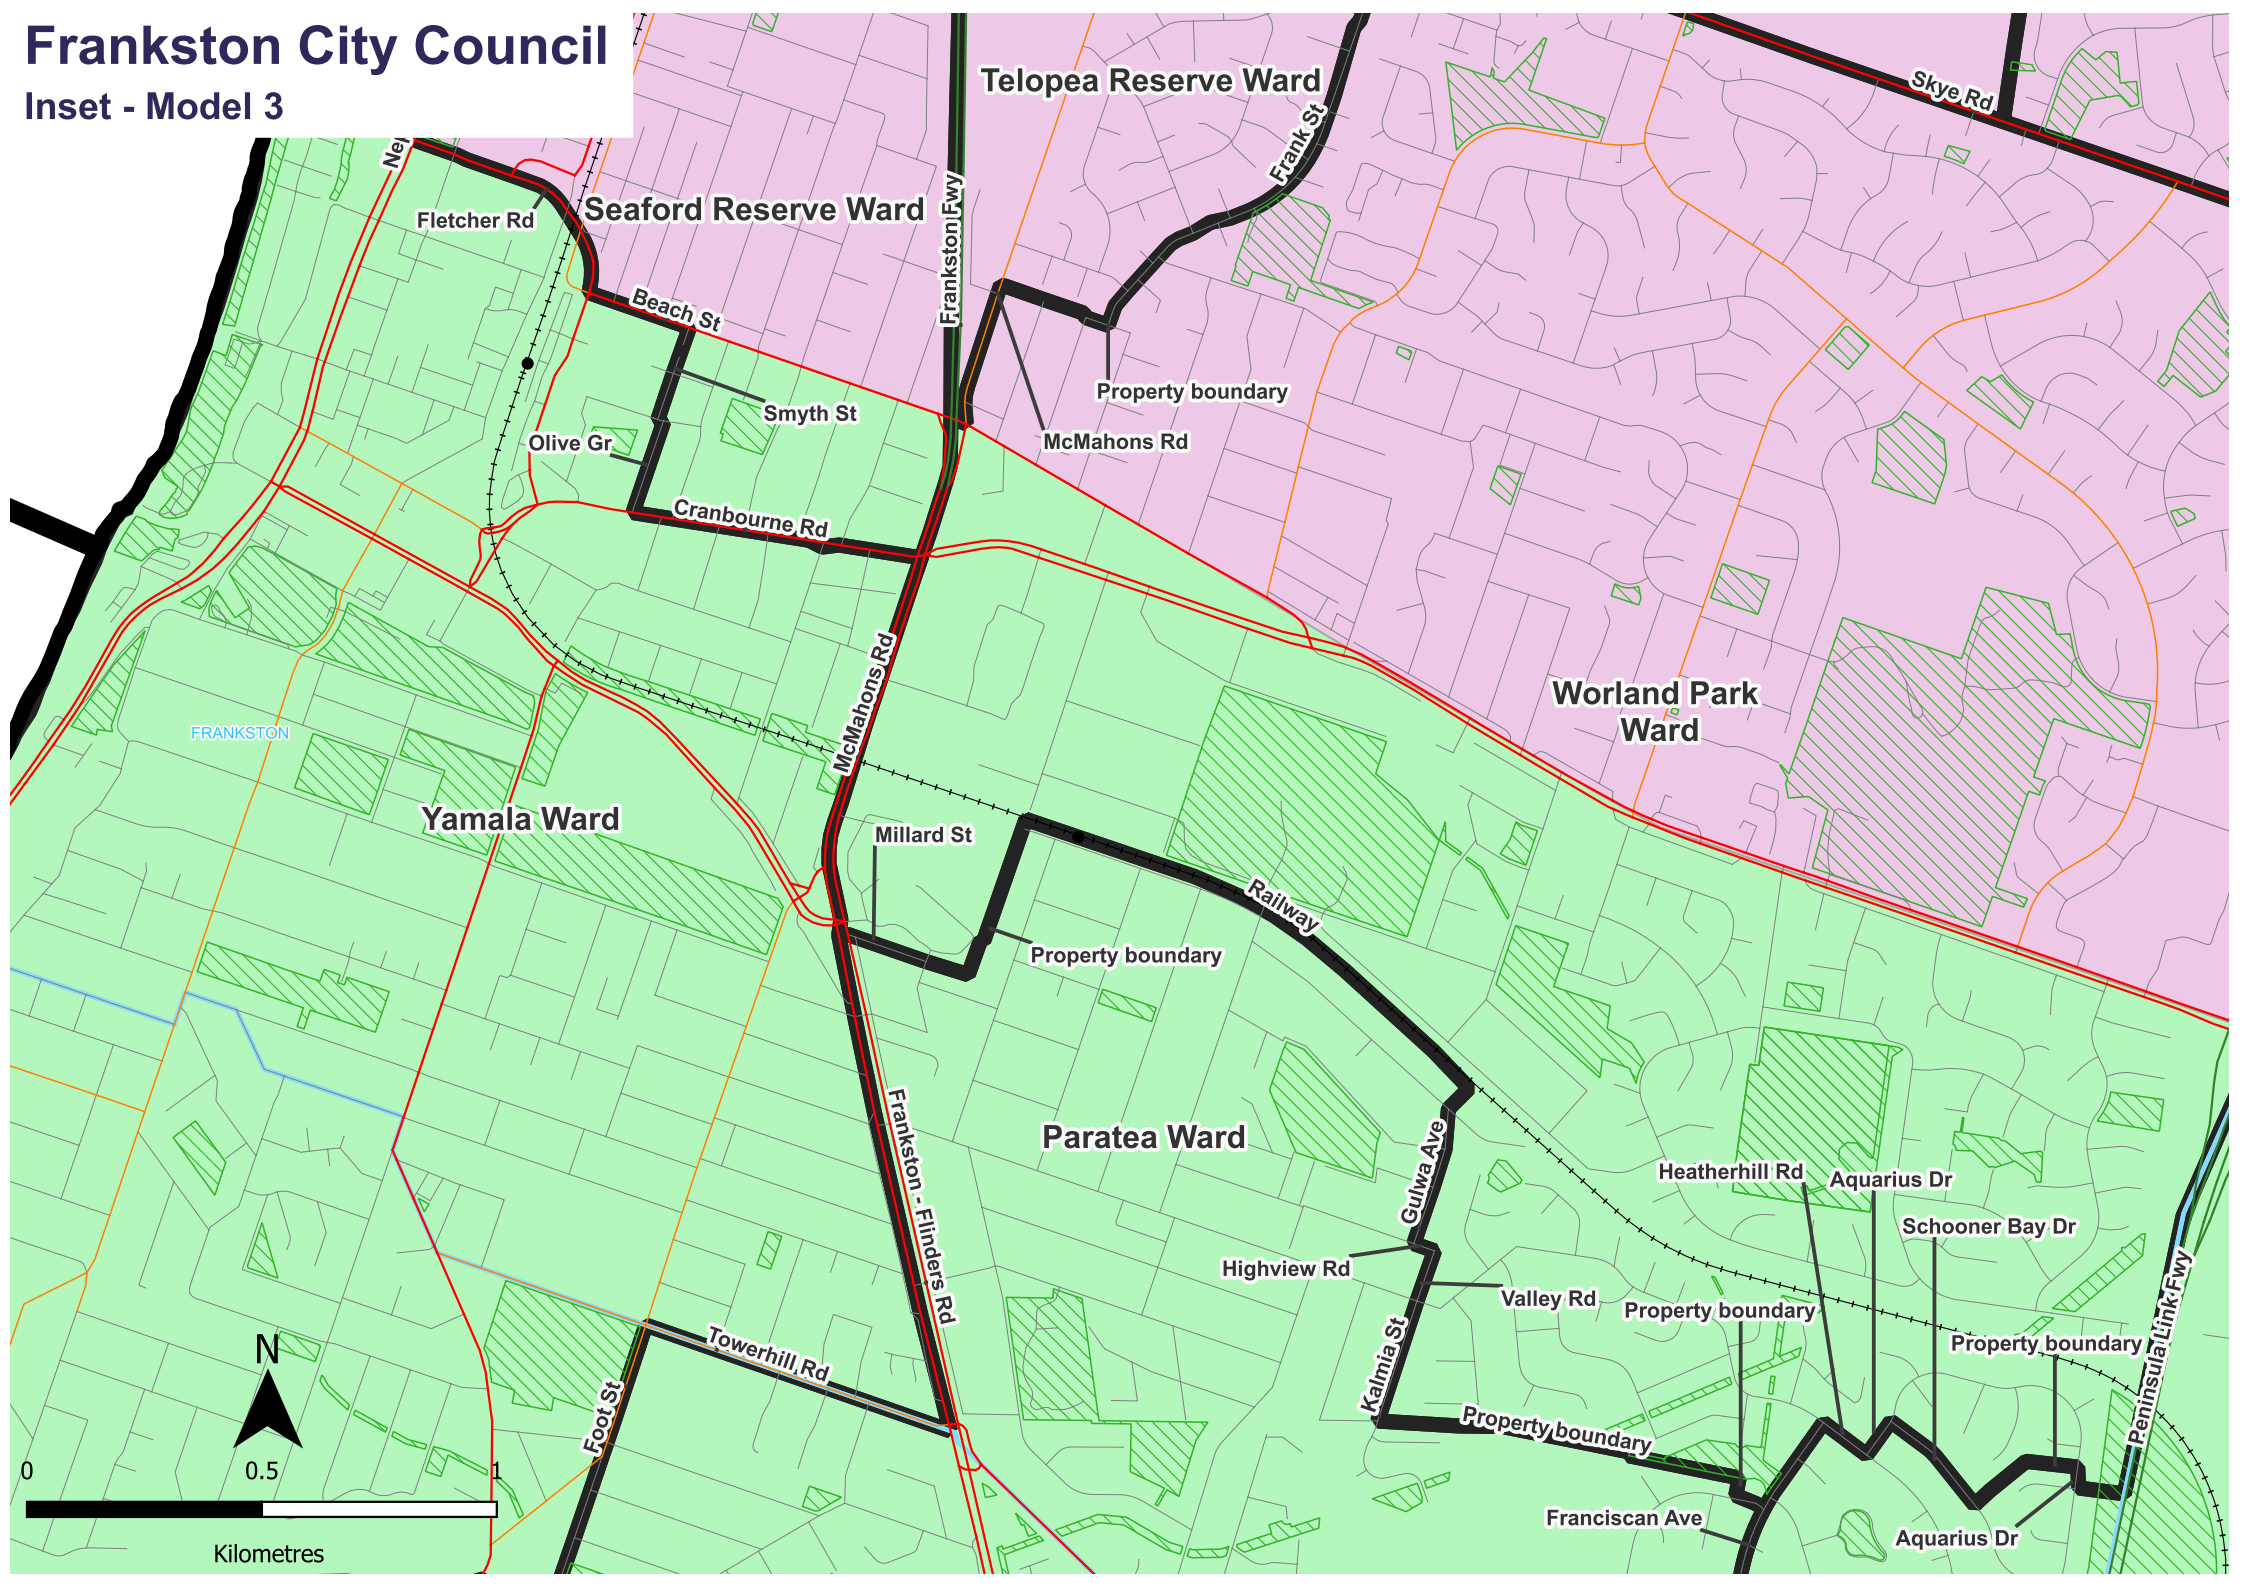 Frankston City Council
Inset - Model 3
Telopea Reserve Ward
Skye Rd
Frank St
Fletcher Rd
Seaford Reserve Ward
Frankston Fwy
Beach St
Property boundary
Smyth St
McMahons Rd
Olive Gr
Cranbourne Rd
McMahons Rd
Worland Park
Ward
FRANKSTON
Yamala Ward
Millard St
Railway
Property boundary
Frankston - Flinders Rd
Paratea Ward
Gulwa Ave
Heatherhill Rd
Aquarius Dr
Schooner Bay Dr
Highview Rd
Valley Rd
Property boundary
Property boundary
Peninsula Link Fwy
Kalmia St
Towerhill Rd
Foot St
Property boundary
Franciscan Ave
Aquarius Dr
N
0 0.5 1
Kilometres